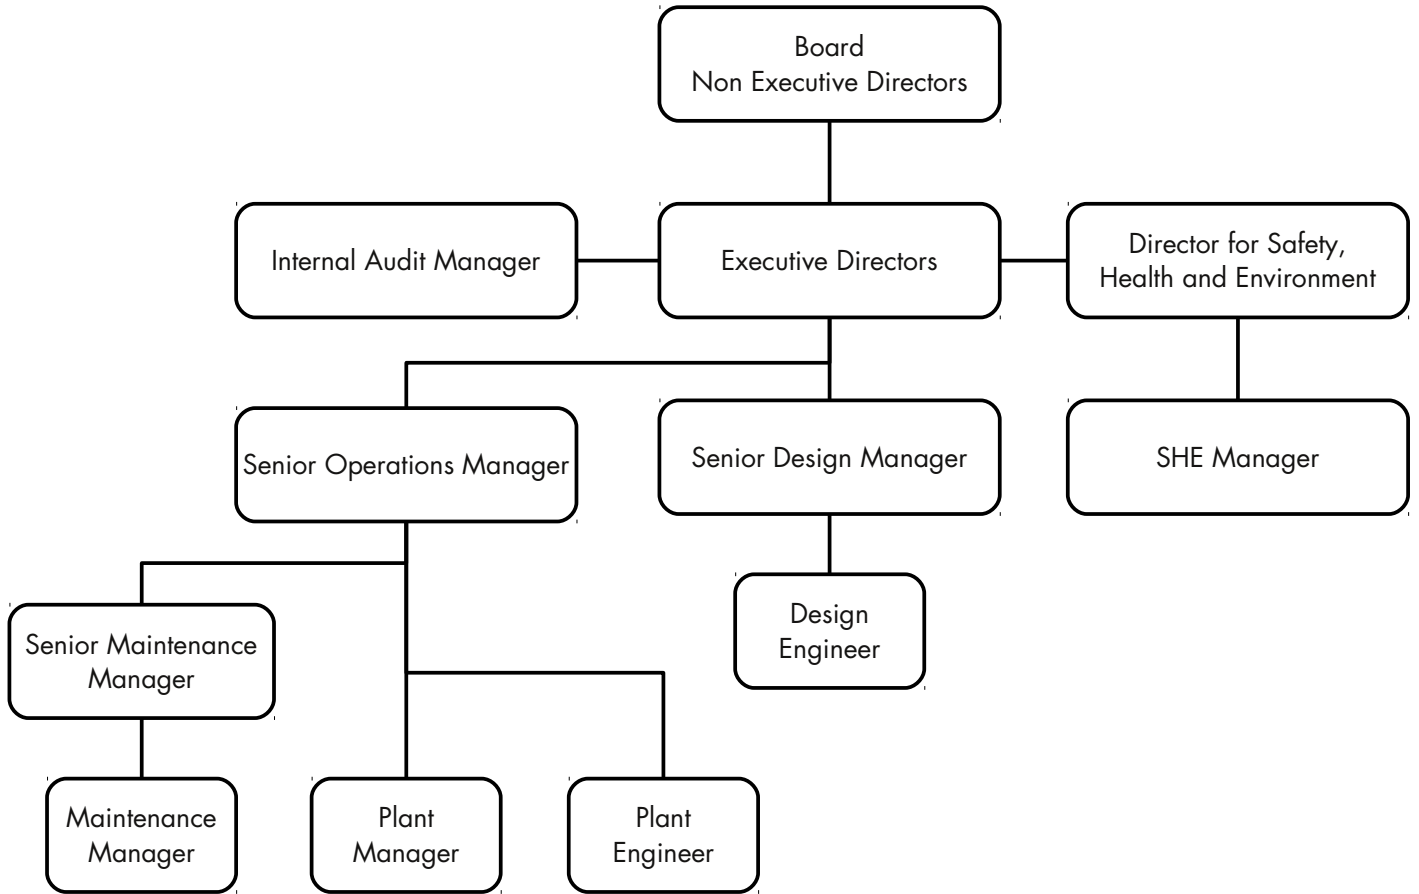 Board
Non Executive Directors
Internal Audit Manager
Executive Directors
Director for Safety,
Health and Environment
Senior Operations Manager
Senior Design Manager
SHE Manager
Senior Maintenance
Manager
Design
Engineer
Maintenance
Manager
Plant
Manager
Plant
Engineer